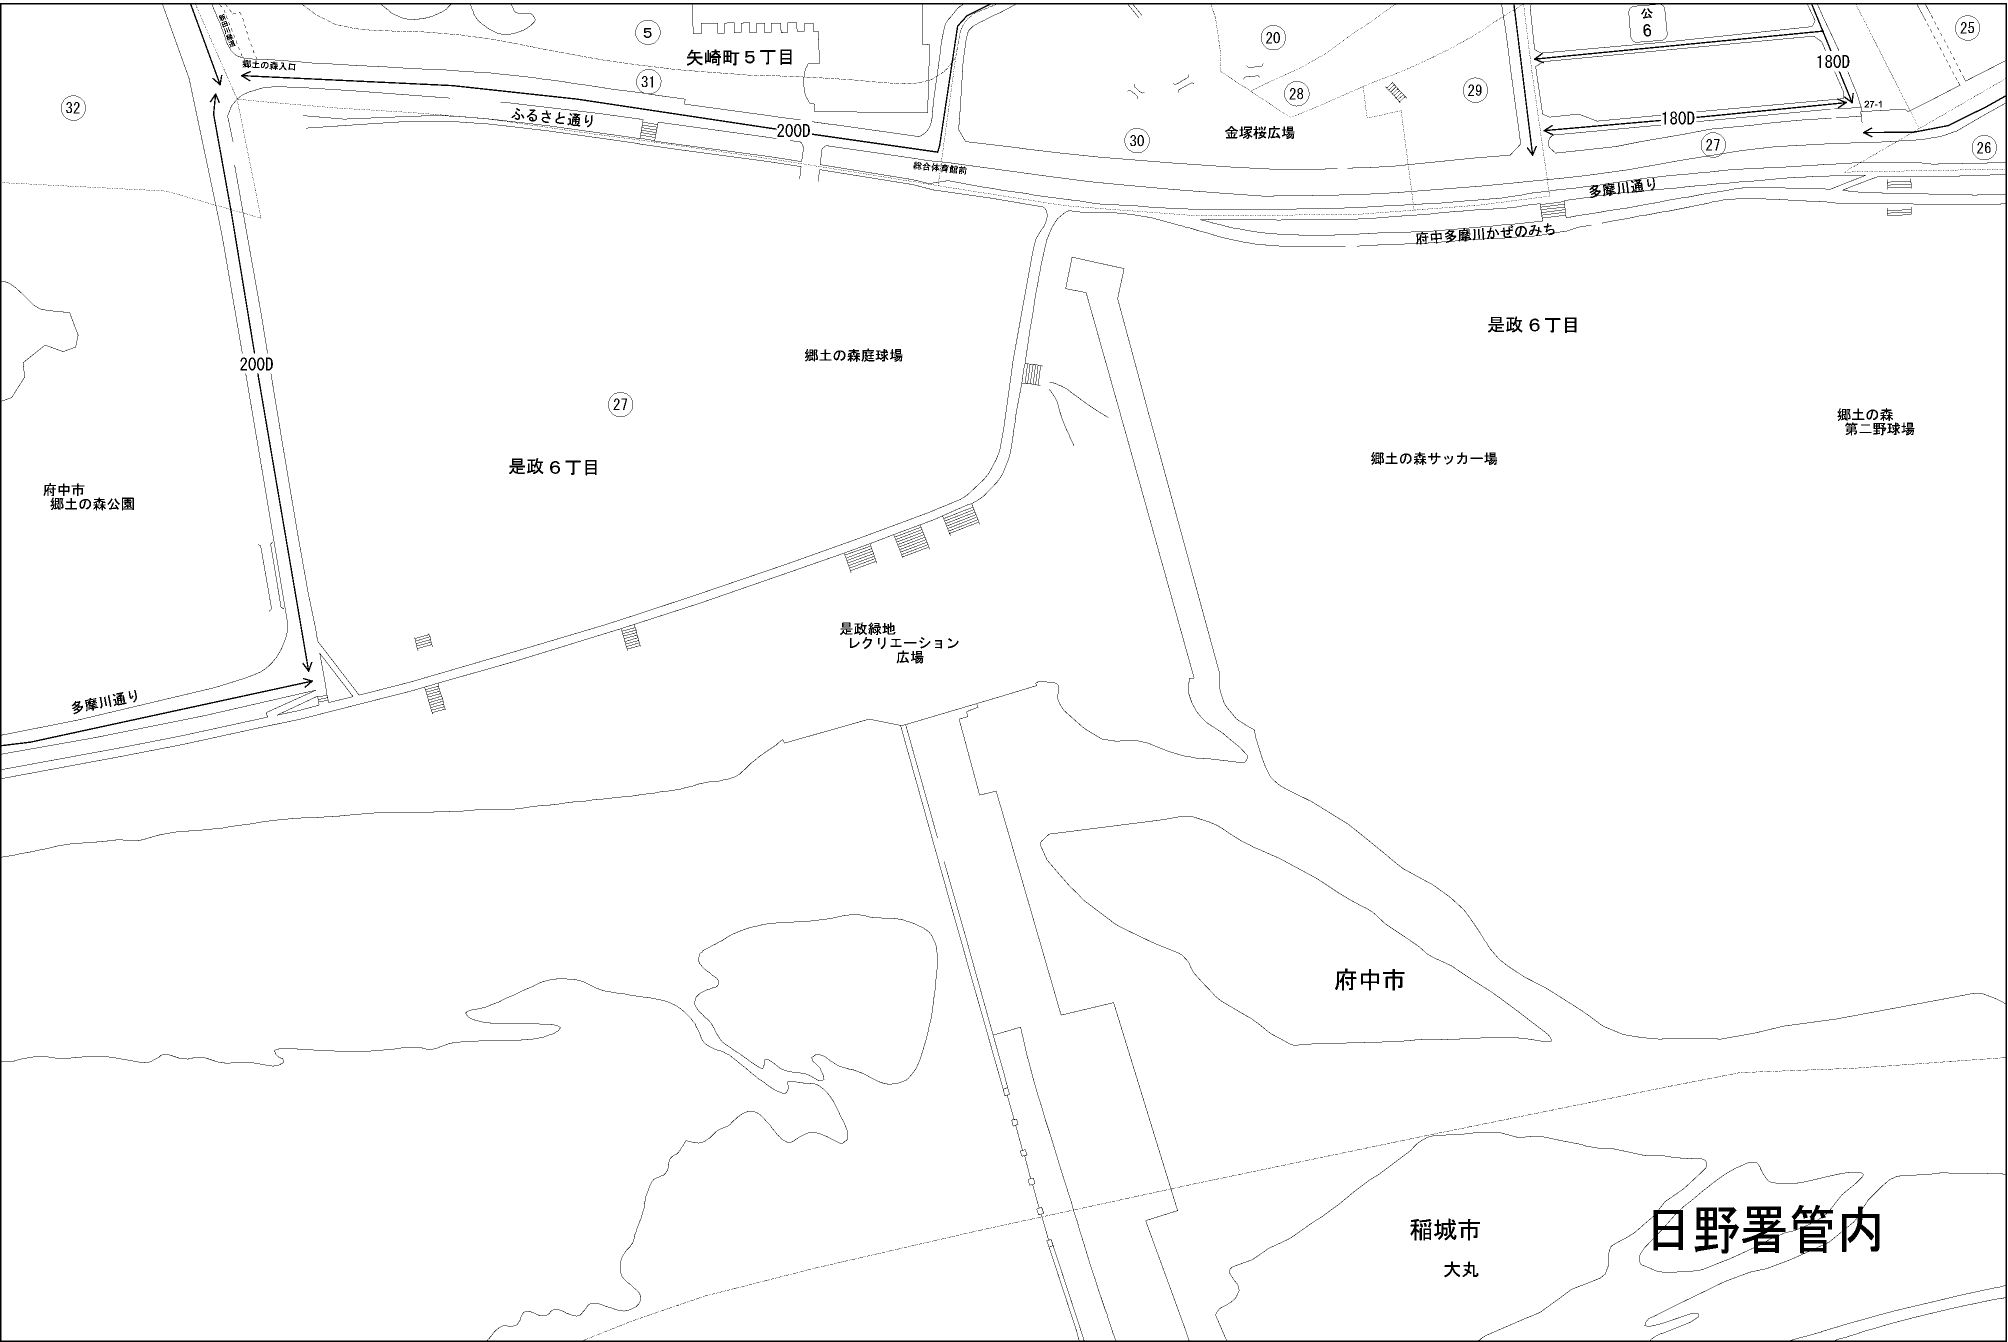 公
6
25
5
20
矢崎町５丁目
180D
郷土の森入口
31
32
28
29
27-1
ふるさと通り
200D
金塚桜広場
180D
30
27
26
総合体育館前
多摩川通り
府中多摩川かぜのみち
是政６丁目
郷土の森庭球場
200D
27
郷土の森
第二野球場
郷土の森サッカー場
是政６丁目
府中市
郷土の森公園
是政緑地
レクリエーション
広場
多摩川通り
府中市
稲城市
大丸
日野署管内